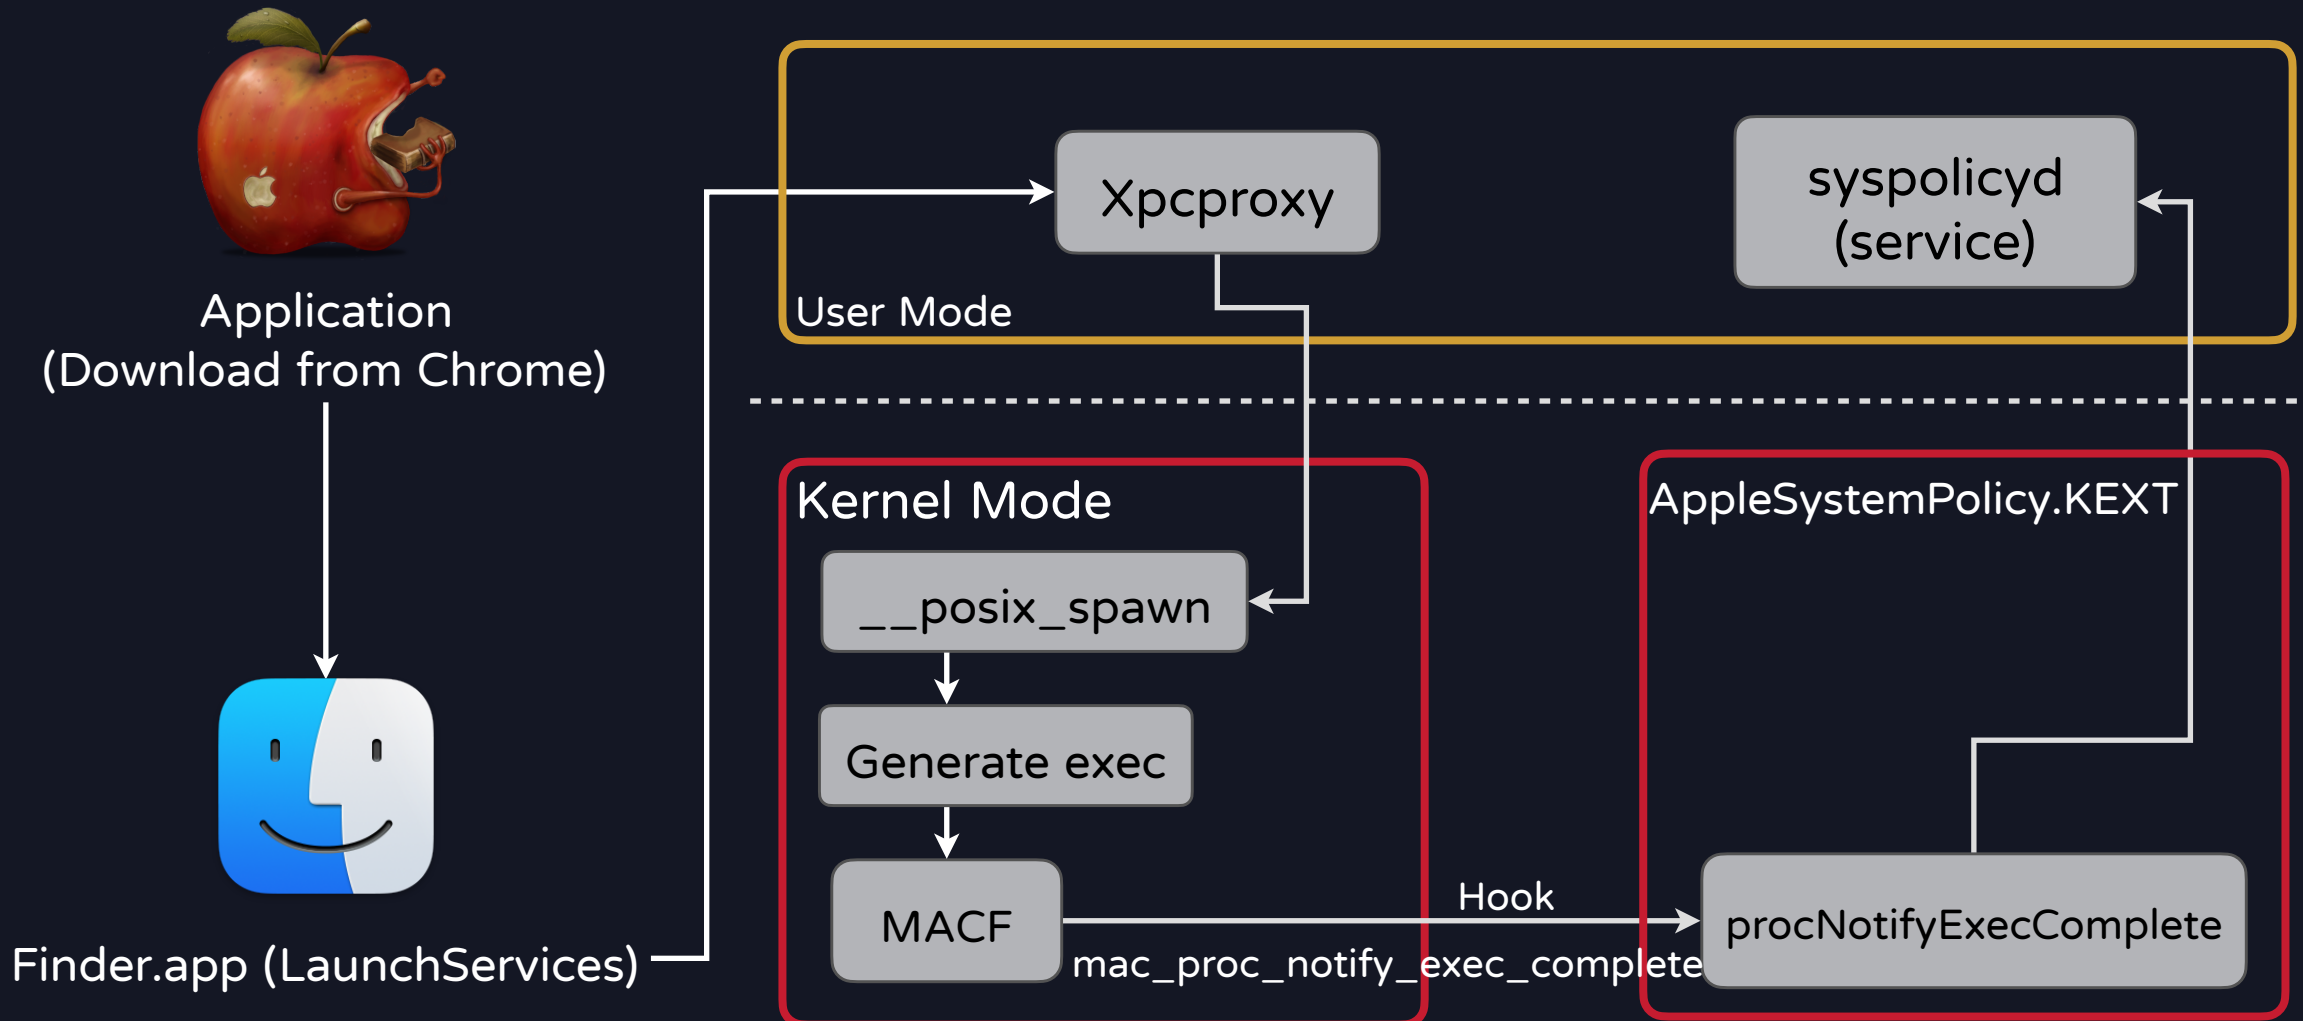 Application
(Download from Chrome)
Finder.app (LaunchServices)
Xpcproxy
syspolicyd
(service)
User Mode
Kernel Mode
__posix_spawn
Generate exec
MACF
Hook
mac_proc_notify_exec_complete
AppleSystemPolicy.KEXT
procNotifyExecComplete